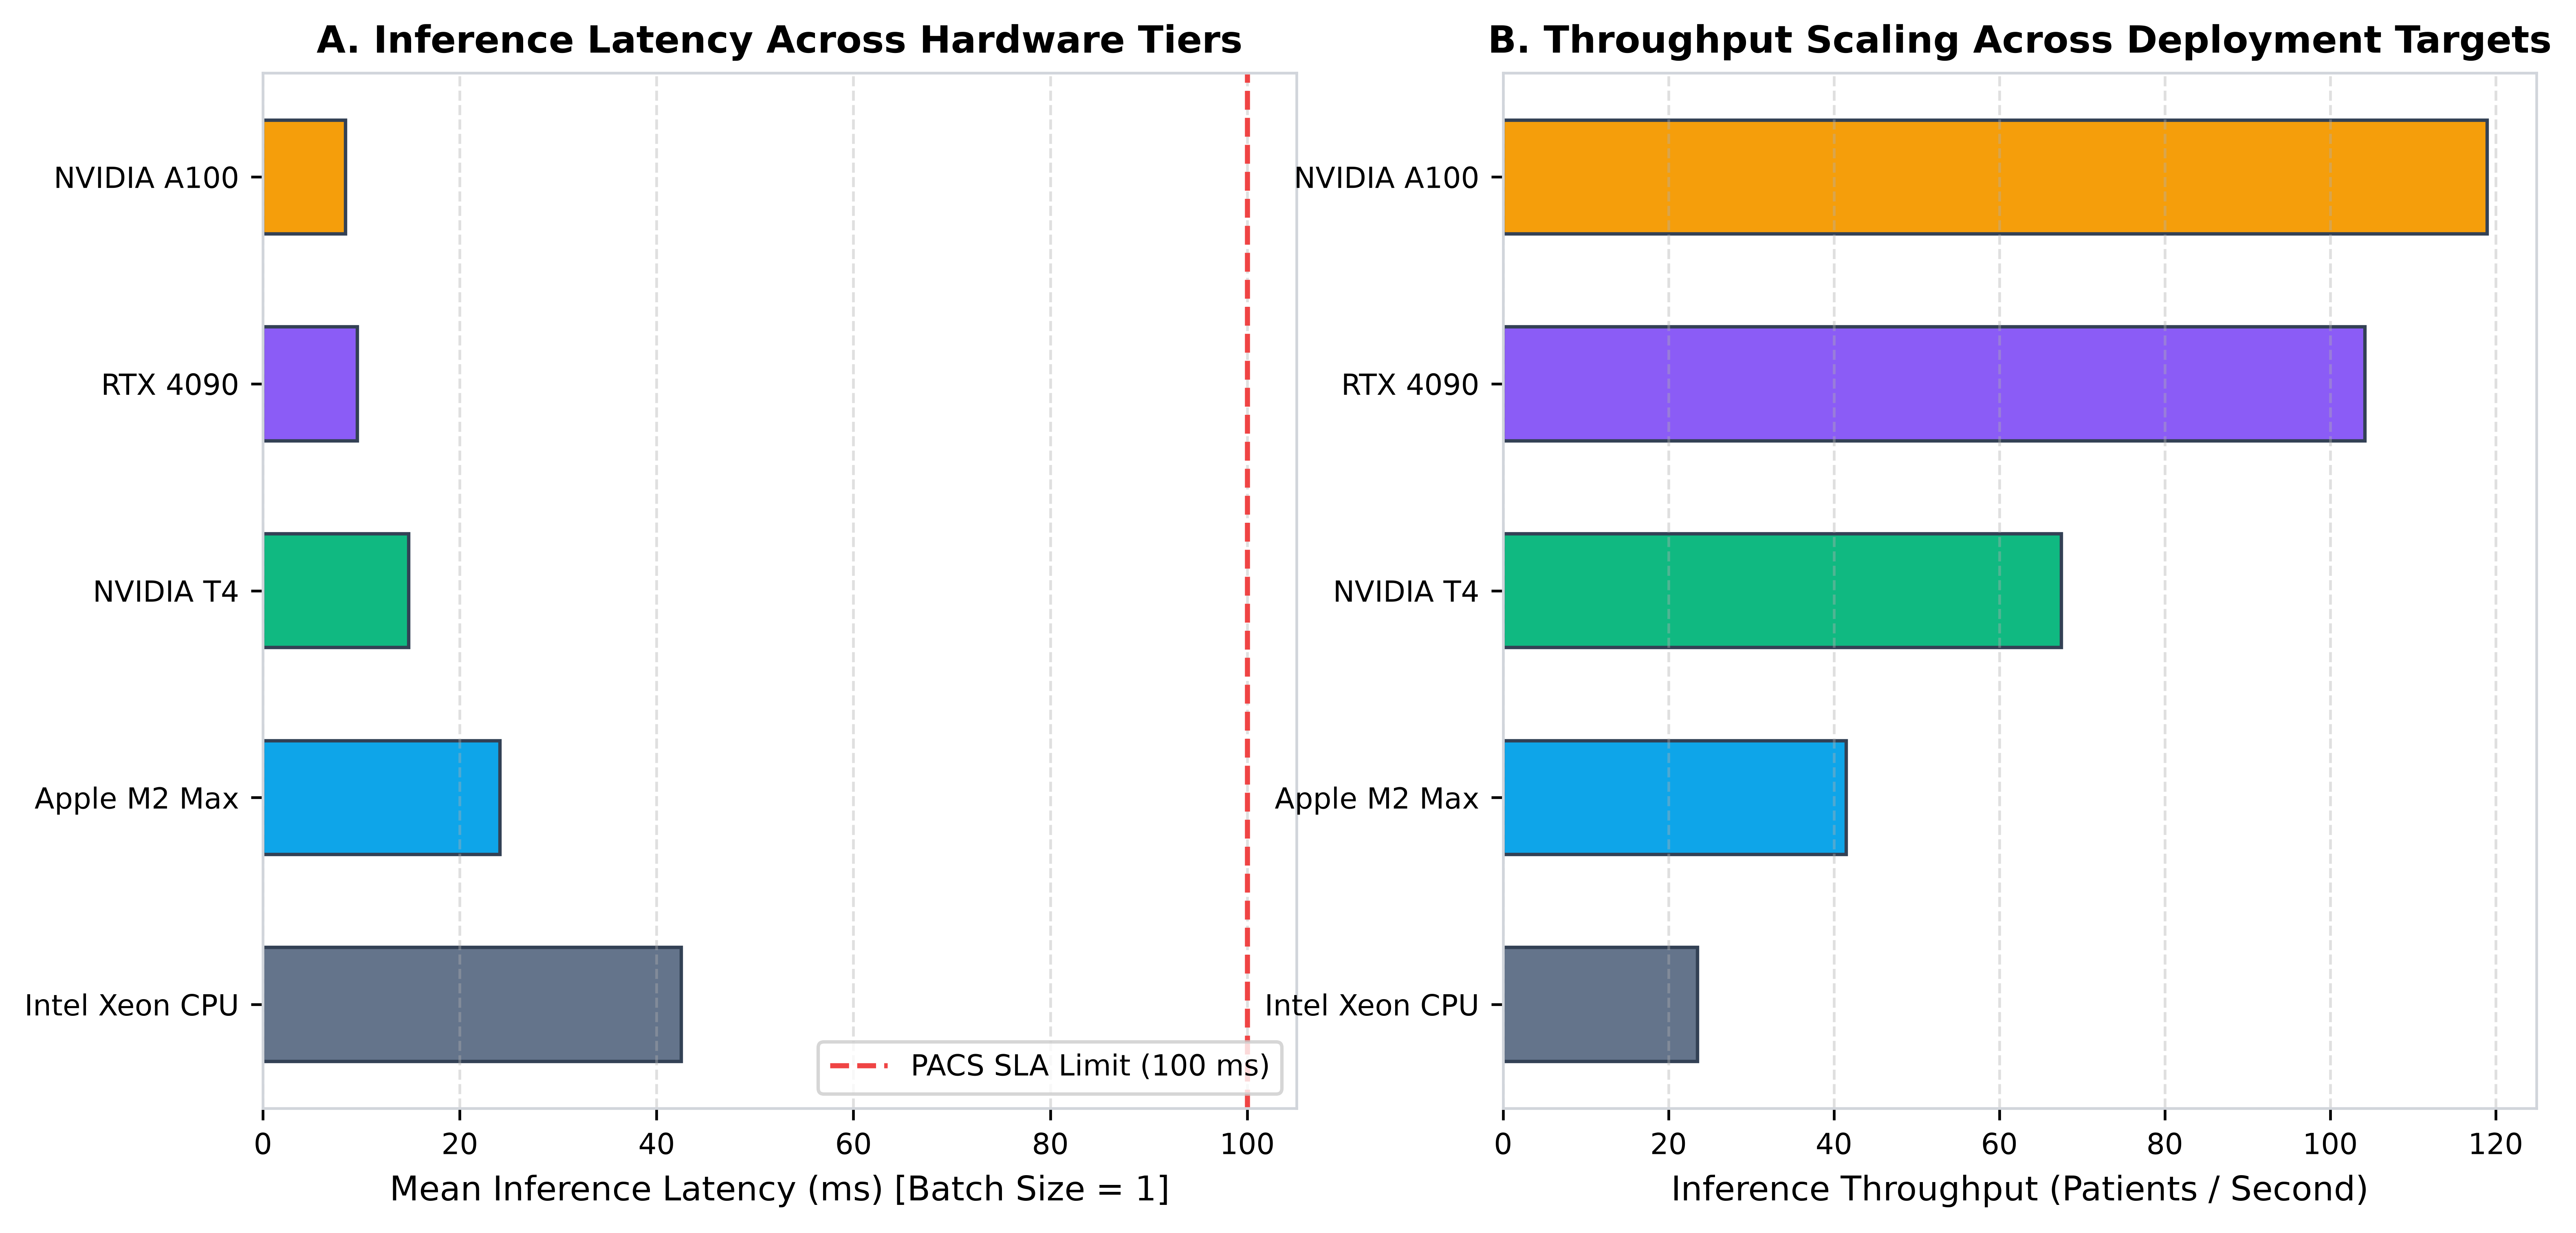 A. Inference Latency Across Hardware Tiers
NVIDIA A100
RTX 4090
NVIDIA T4
Apple M2 Max
Intel Xeon CPU
PACS SLA Limit (100 ms)
0 20 40 60 80 100
Mean Inference Latency (ms) [Batch Size = 1]
B. Throughput Scaling Across Deployment Targets
NVIDIA A100
RTX 4090
NVIDIA T4
Apple M2 Max
Intel Xeon CPU
0 20 40 60 80 100 120
Inference Throughput (Patients / Second)